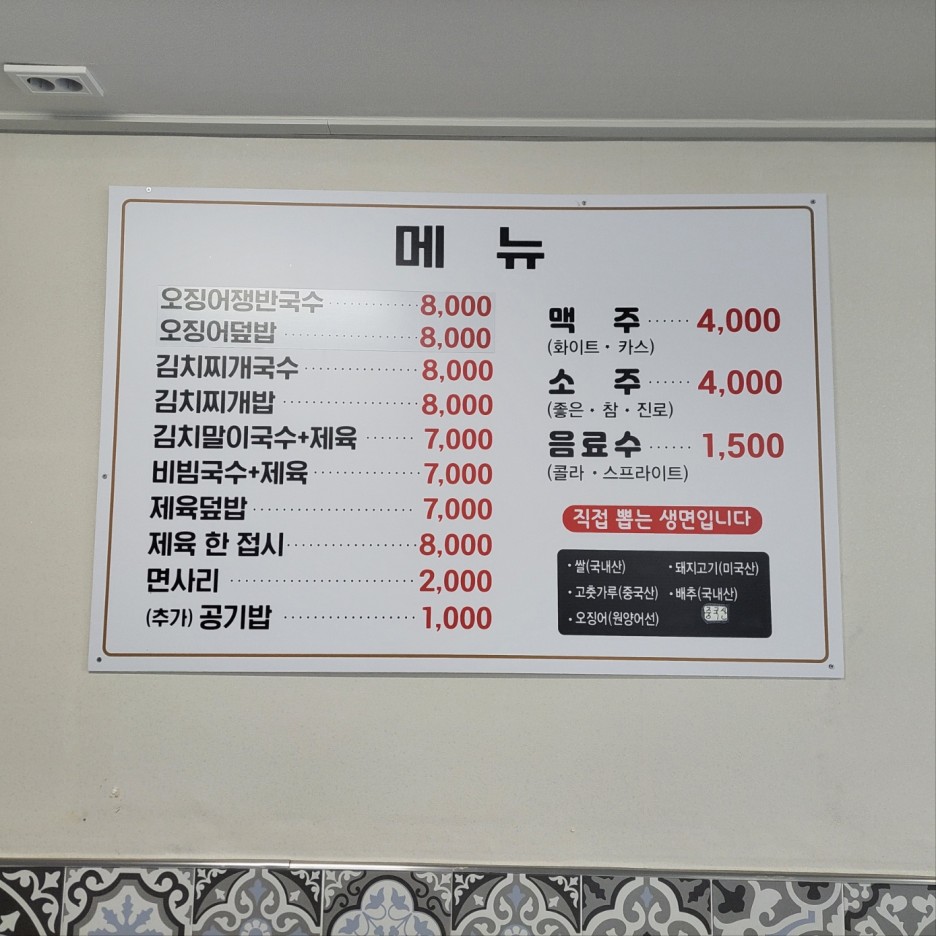 메 뉴
오징어쟁반국수 8,000
오징어덮밥 8,000
김치찌개국수 8,000
김치찌개밥 8,000
김치말이국수+제육 7,000
비빔국수+제육 7,000
제육덮밥 7,000
제육 한 접시 8,000
면사리 2,000
(추가) 공기밥 1,000
맥 주 4,000
(화이트 · 카스)
소 주 4,000
(좋은 · 참 · 진로)
음료수 1,500
(콜라 · 스프라이트)
직접 뽑는 생면입니다
· 쌀(국내산) · 돼지고기(미국산)
· 고춧가루(중국산) · 배추(국내산)
· 오징어(원양어선) 중국산